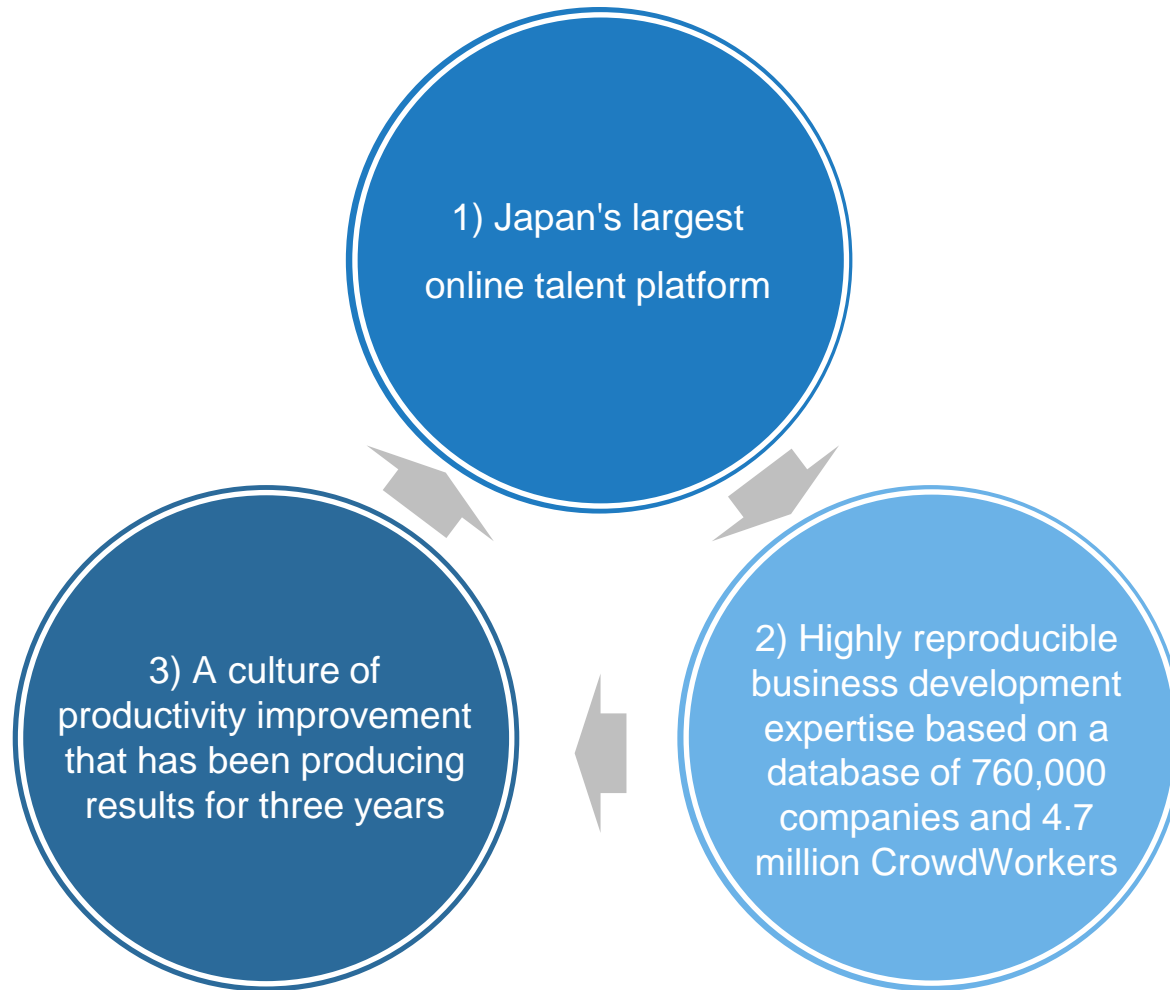 1) Japan's largest
online talent platform
2) Highly reproducible
business development
expertise based on a
database of 760,000
companies and 4.7
million CrowdWorkers
3) A culture of
productivity improvement
that has been producing
results for three years